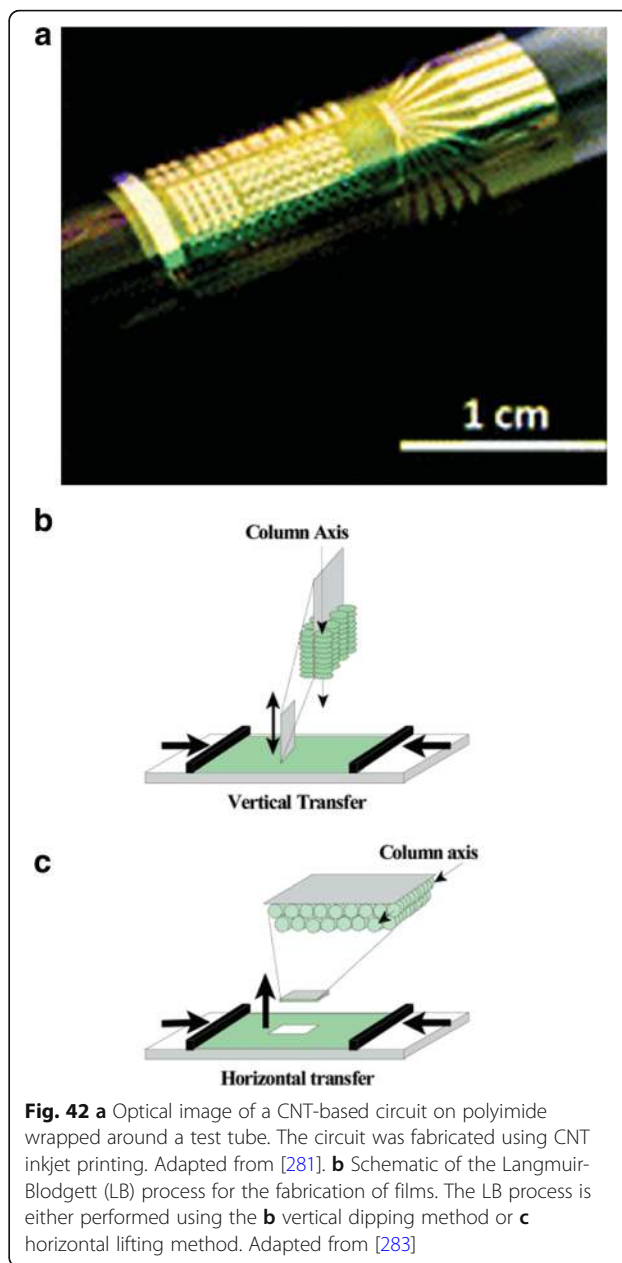 a
1 cm
b
Column Axis
Vertical Transfer
c
Column axis
Horizontal transfer
Fig. 42 a Optical image of a CNT-based circuit on polyimide
wrapped around a test tube. The circuit was fabricated using CNT
inkjet printing. Adapted from [281]. b Schematic of the Langmuir-
Blodgett (LB) process for the fabrication of films. The LB process is
either performed using the b vertical dipping method or c
horizontal lifting method. Adapted from [283]